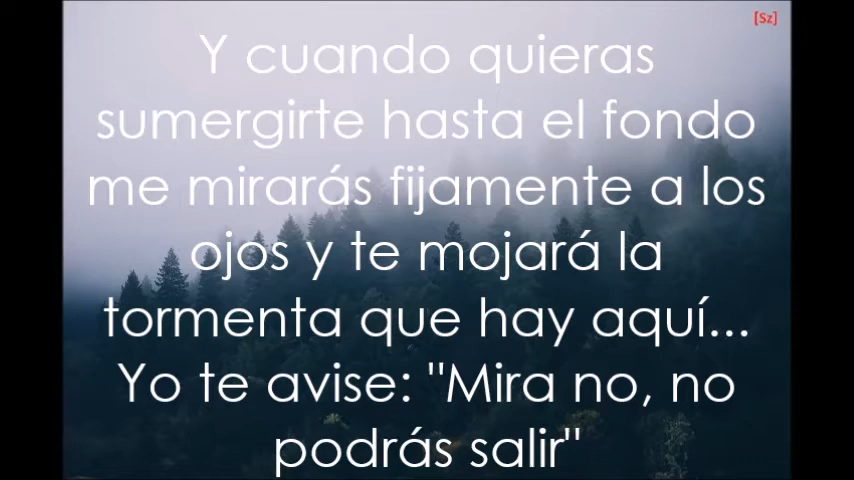 [Sz]
Y cuando quieras
sumergirte hasta el fondo
me mirarás fijamente a los
ojos y te mojará la
tormenta que hay aquí...
Yo te avise: "Mira no, no
podrás salir"